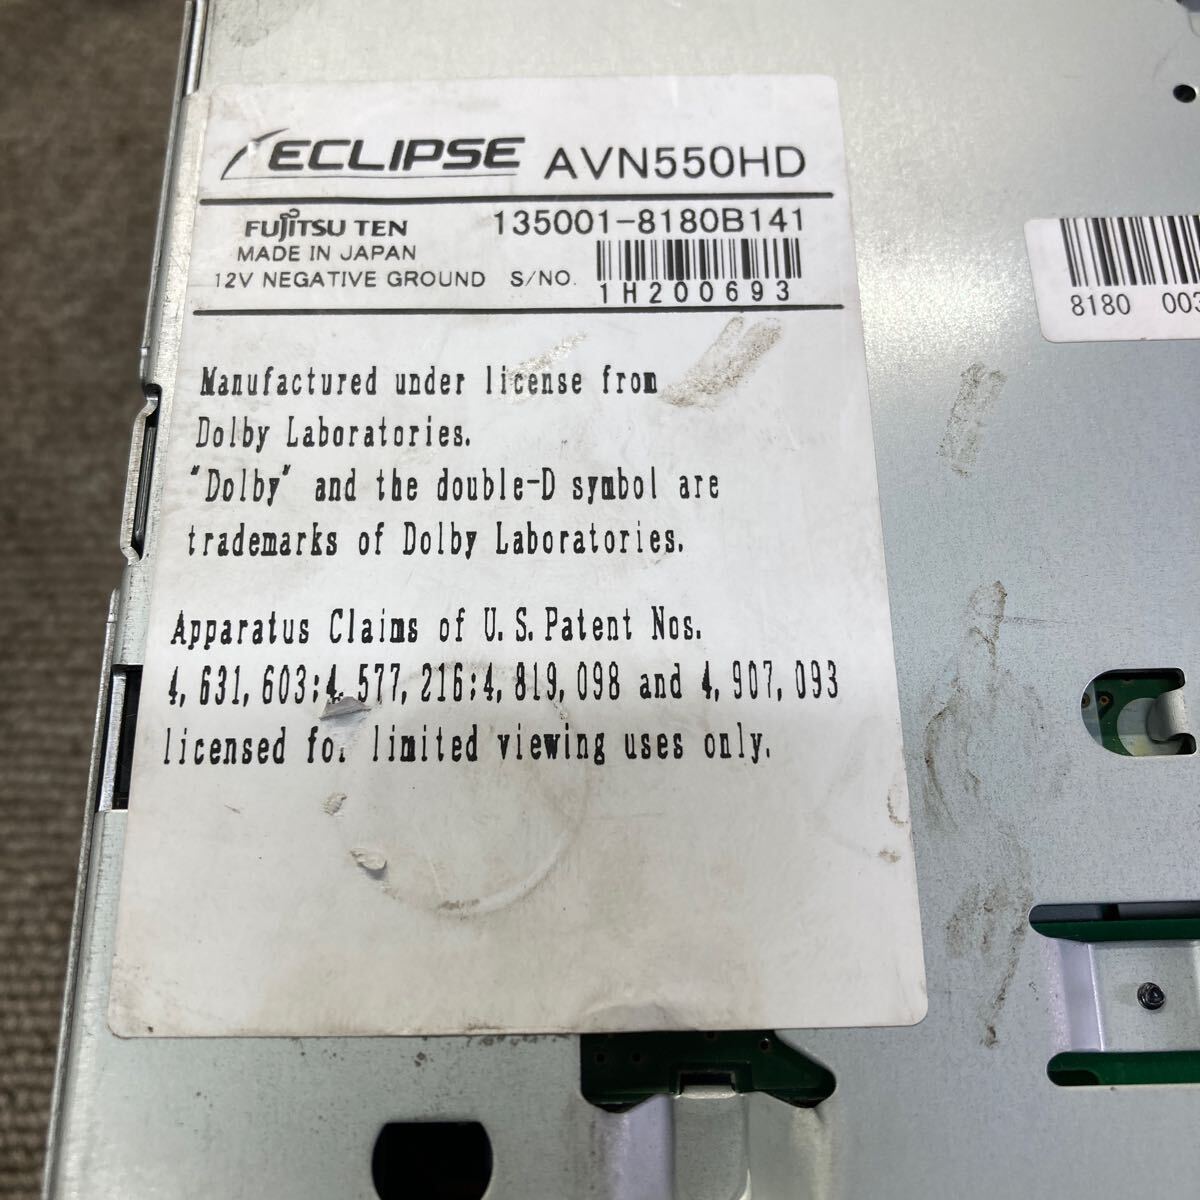 ECLIPSE AVN550HD
FUJITSU TEN 135001-8180B141
MADE IN JAPAN
12V NEGATIVE GROUND S/NO.
1H200693
Manufactured under license from
Dolby Laboratories.
"Dolby" and the double-D symbol are
trademarks of Dolby Laboratories.
Apparatus Claims of U.S.Patent Nos.
4,631,603;4,577,216;4,819,098 and 4,907,093
licensed for limited viewing uses only.
8180 003